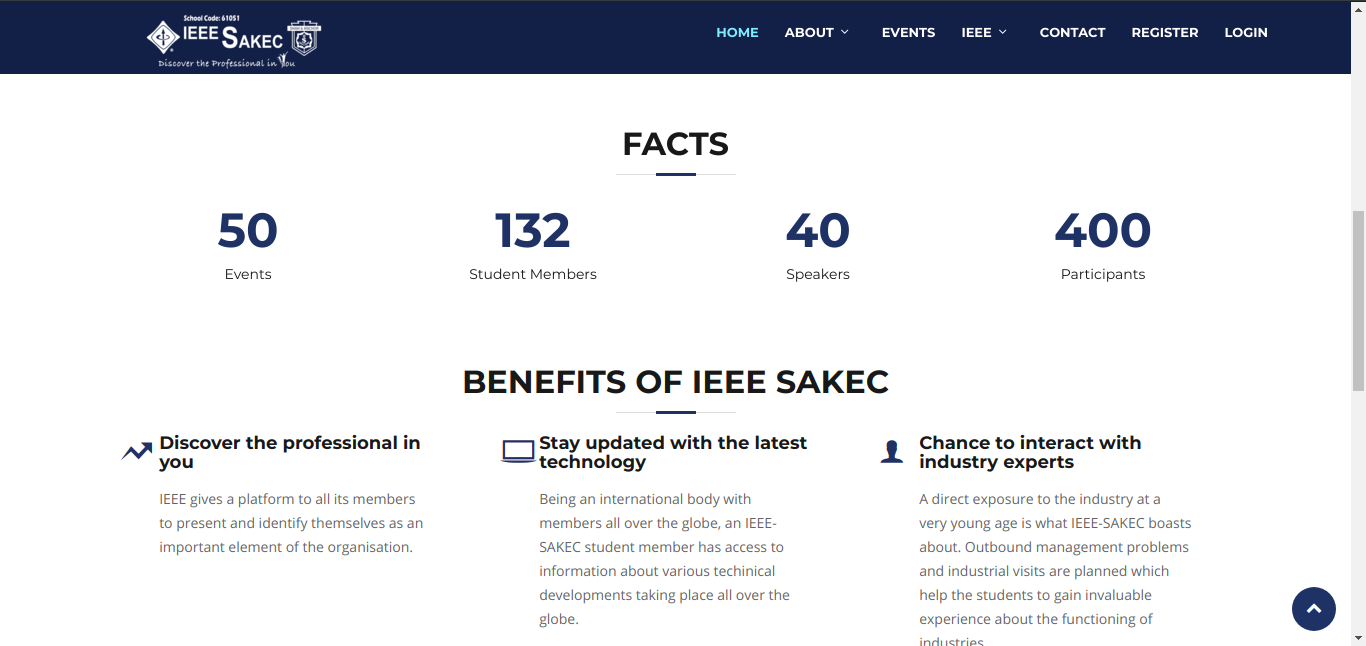 School Code: 61051
IEEE SAKEC
Discover the Professional in You
HOME ABOUT EVENTS IEEE CONTACT REGISTER LOGIN
FACTS
50 132 40 400
Events Student Members Speakers Participants
BENEFITS OF IEEE SAKEC
Discover the professional in
you
IEEE gives a platform to all its members
to present and identify themselves as an
important element of the organisation.
Stay updated with the latest
technology
Being an international body with
members all over the globe, an IEEE-
SAKEC student member has access to
information about various techinical
developments taking place all over the
globe.
Chance to interact with
industry experts
A direct exposure to the industry at a
very young age is what IEEE-SAKEC boasts
about. Outbound management problems
and industrial visits are planned which
help the students to gain invaluable
experience about the functioning of
industries.